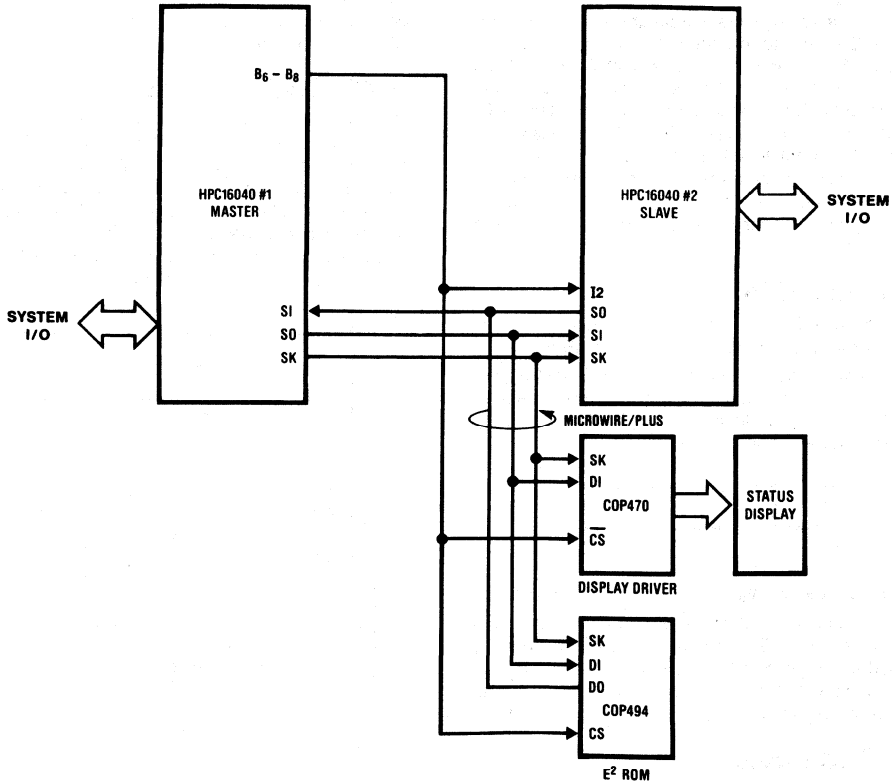 B6 – B8
HPC16040 #1
MASTER
HPC16040 #2
SLAVE
SYSTEM
I/O
SYSTEM
I/O
SI
SO
SK
I2
SO
SI
SK
MICROWIRE/PLUS
SK
DI
COP470
CS
STATUS
DISPLAY
DISPLAY DRIVER
SK
DI
DO
COP494
CS
E² ROM